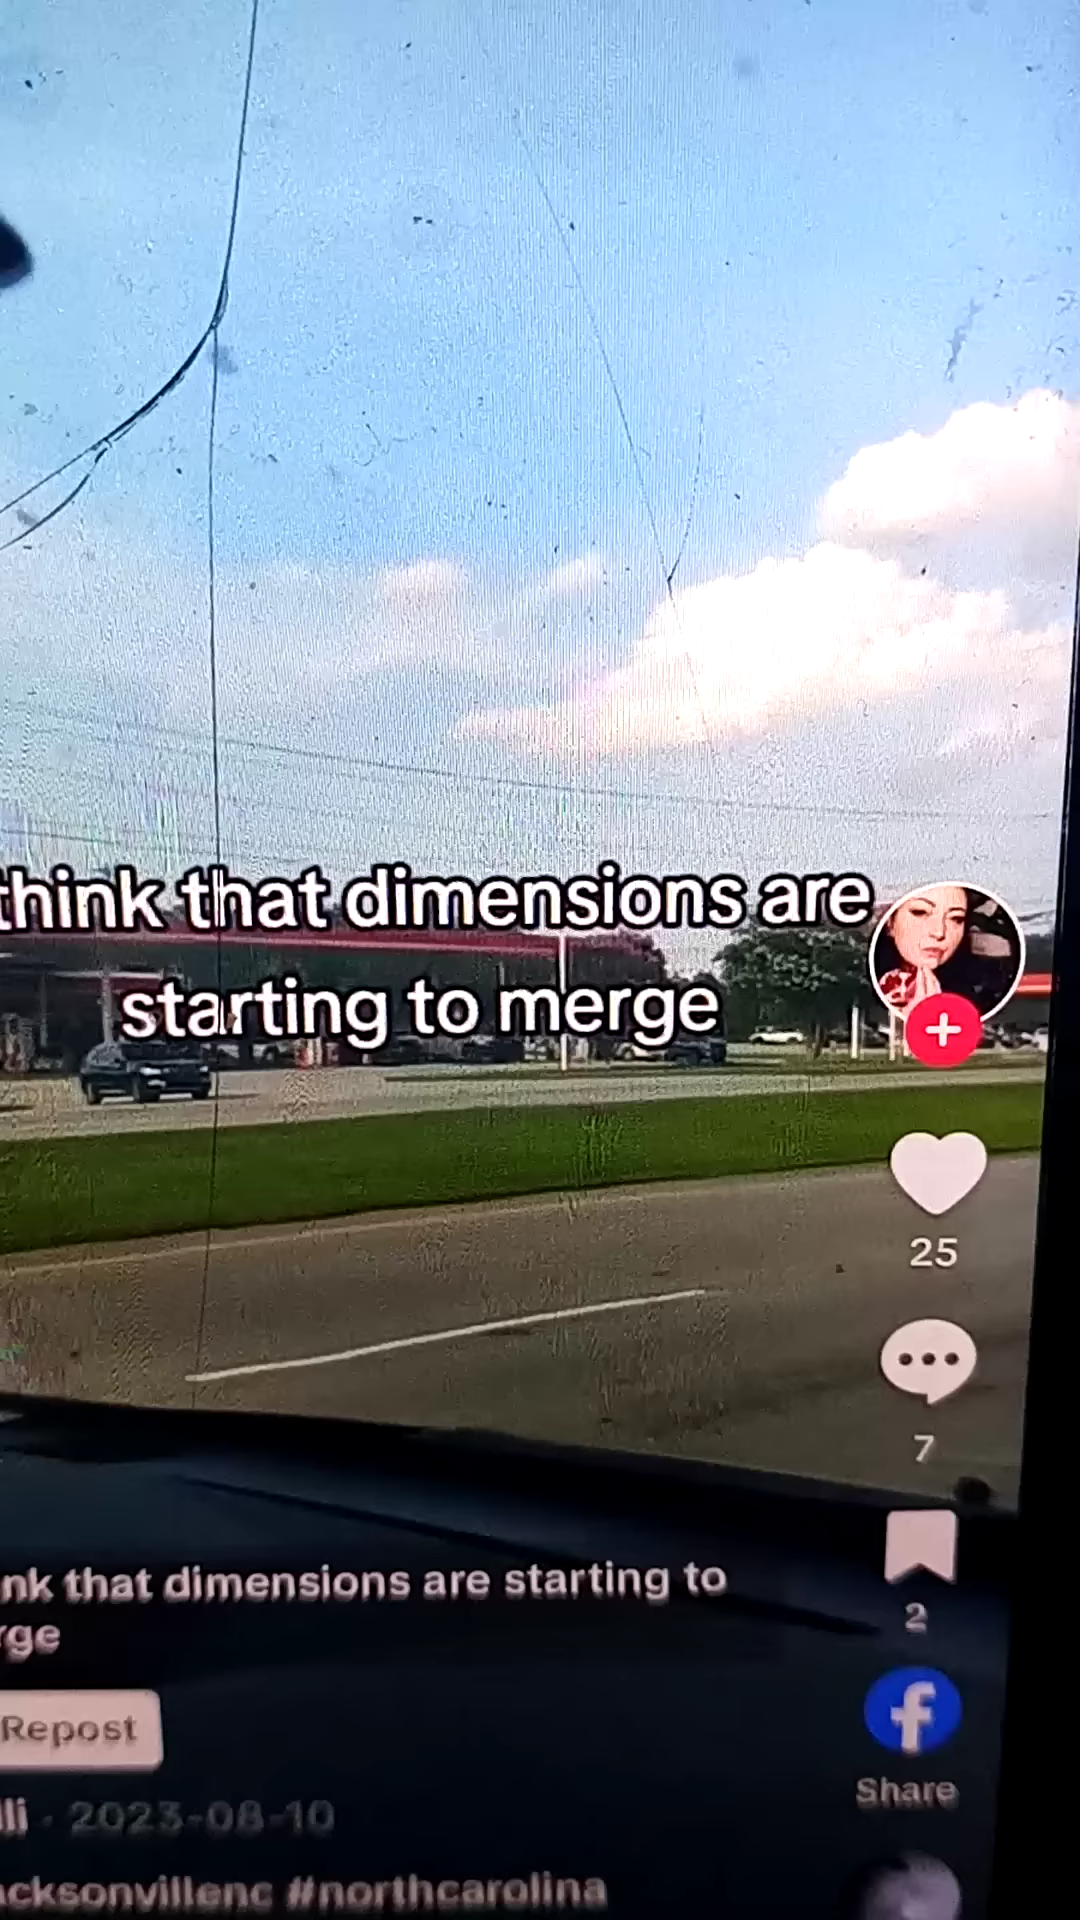 think that dimensions are
starting to merge
25
7
nk that dimensions are starting to
rge
2
Repost
f
Share
lli · 2023-08-10
cksonvillenc #northcarolina